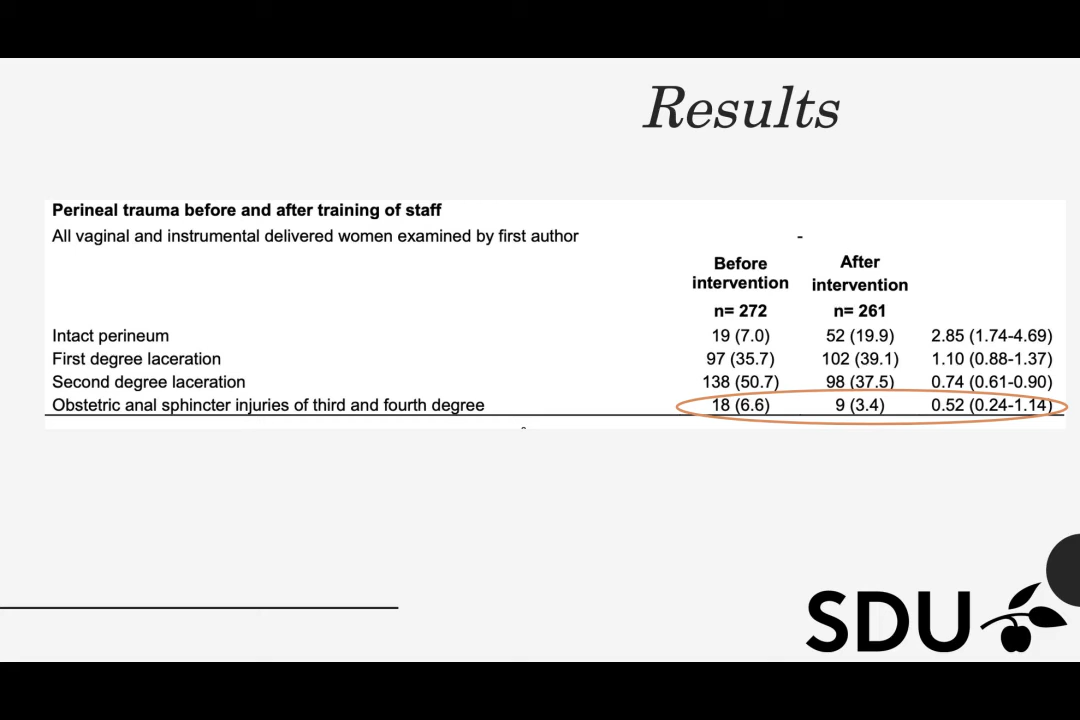 Results
Perineal trauma before and after training of staff
All vaginal and instrumental delivered women examined by first author -
Before intervention After intervention
n= 272 n= 261
Intact perineum 19 (7.0) 52 (19.9) 2.85 (1.74-4.69)
First degree laceration 97 (35.7) 102 (39.1) 1.10 (0.88-1.37)
Second degree laceration 138 (50.7) 98 (37.5) 0.74 (0.61-0.90)
Obstetric anal sphincter injuries of third and fourth degree 18 (6.6) 9 (3.4) 0.52 (0.24-1.14)
SDU